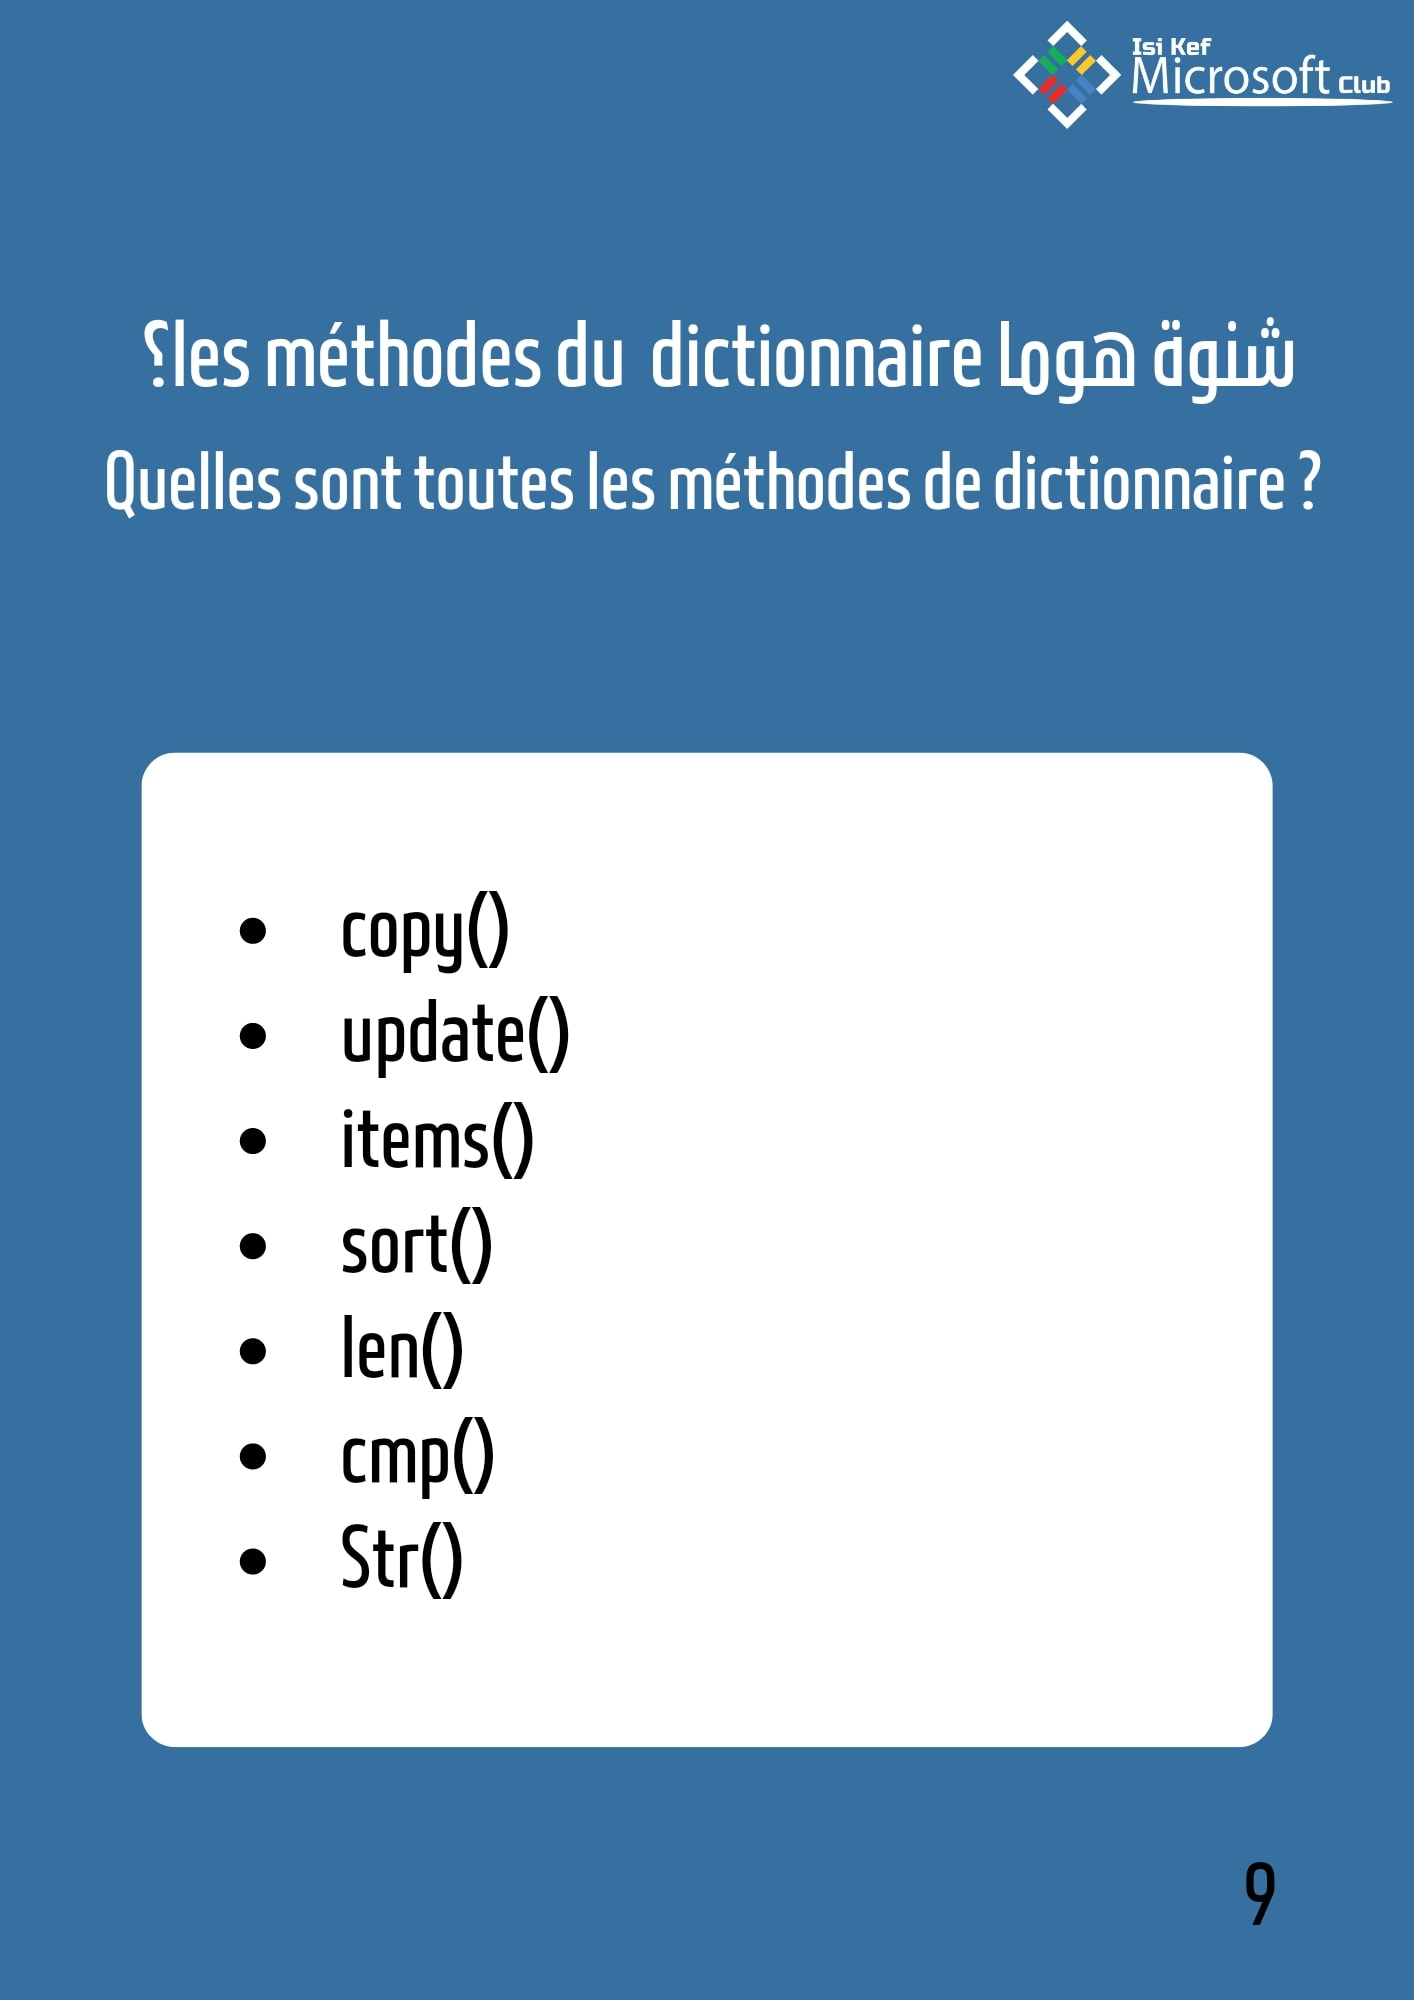 Isi Kef
Microsoft Club
شنوة هوما les méthodes du dictionnaire؟
Quelles sont toutes les méthodes de dictionnaire ?
• copy()
• update()
• items()
• sort()
• len()
• cmp()
• Str()
9